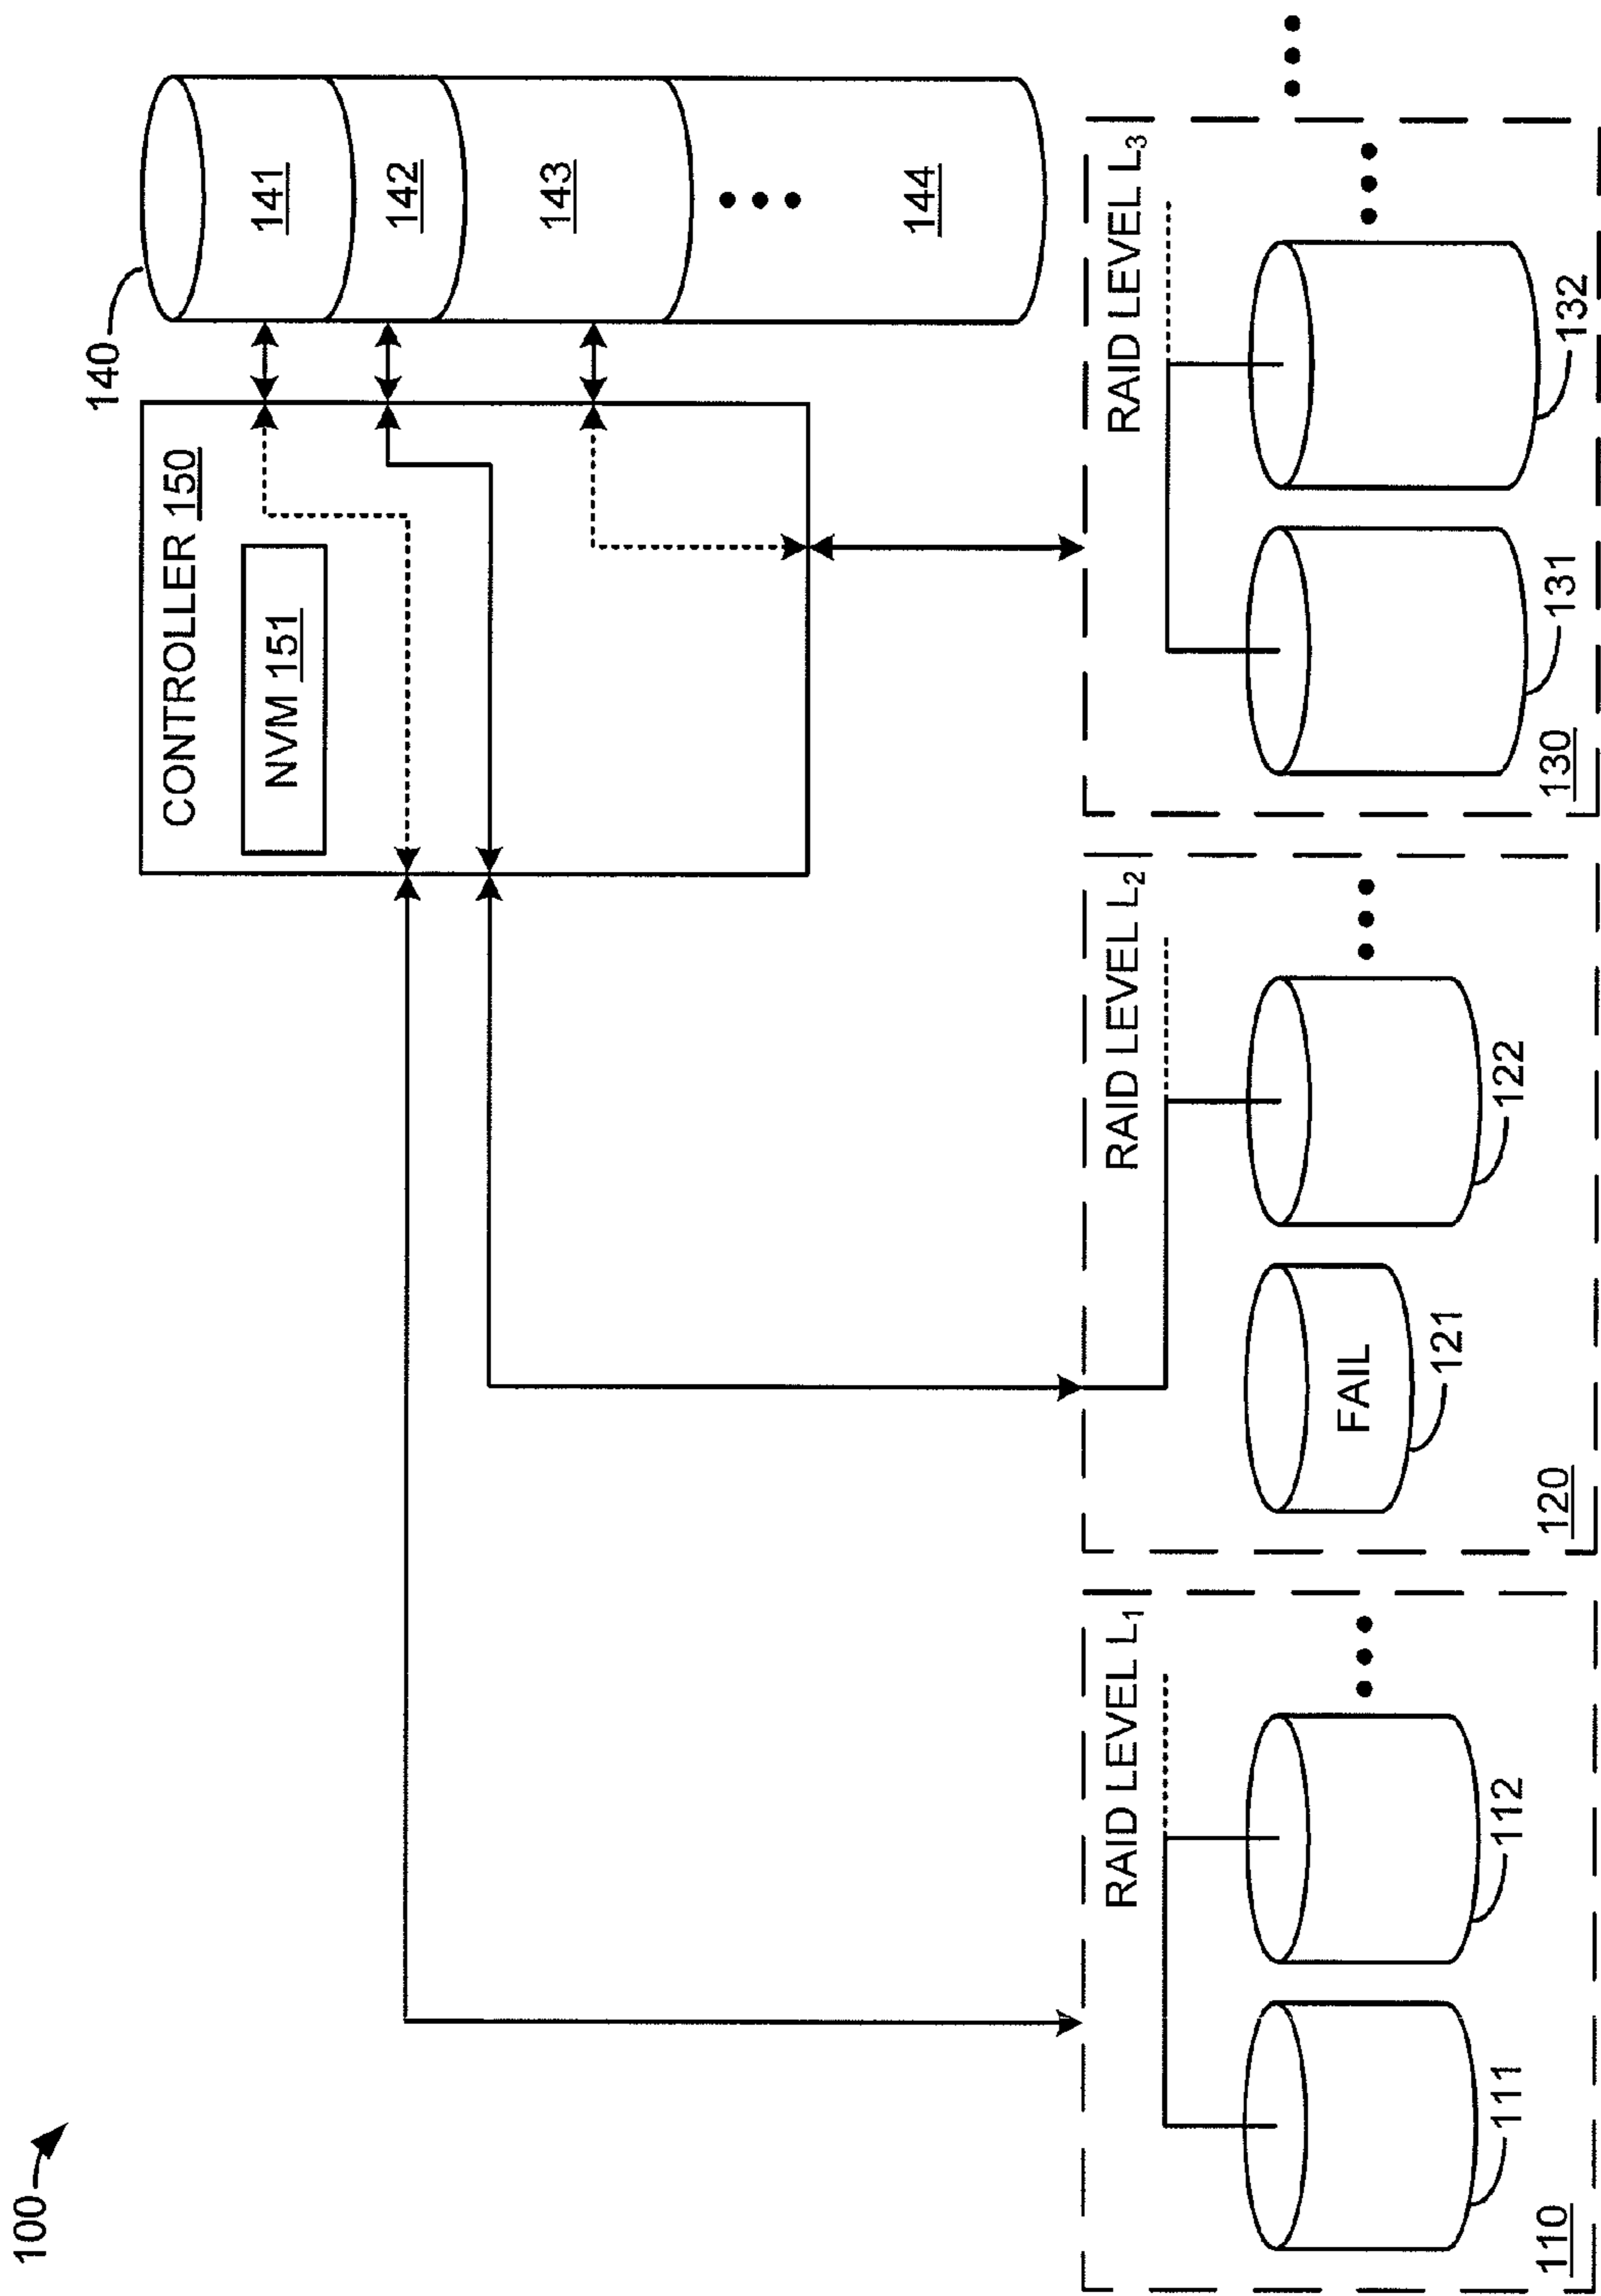 100
140
CONTROLLER 150
NVM 151
141
142
143
144
RAID LEVEL L1
111
112
110
RAID LEVEL L2
FAIL
121
122
120
RAID LEVEL L3
131
132
130